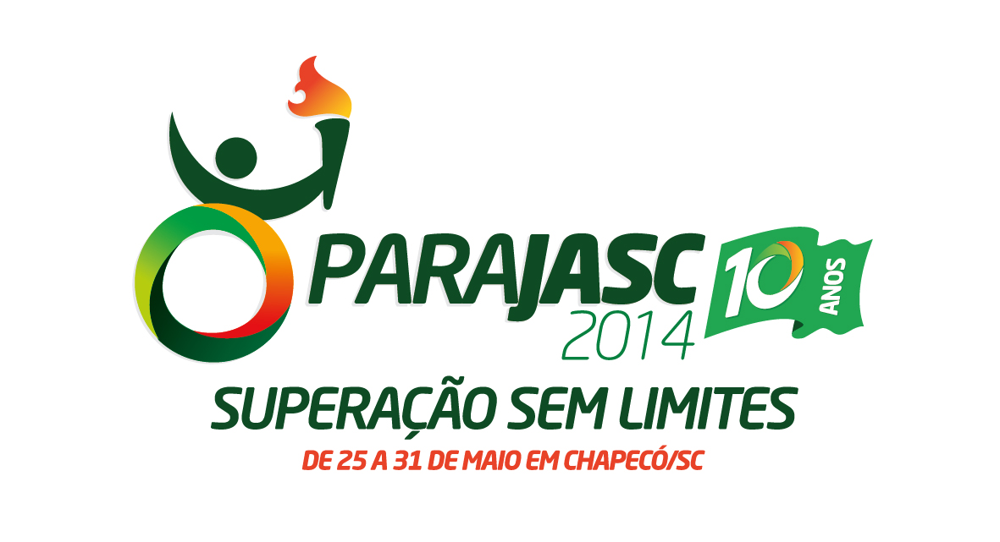 PARAJASC
10 ANOS
2014
SUPERAÇÃO SEM LIMITES
DE 25 A 31 DE MAIO EM CHAPECÓ/SC